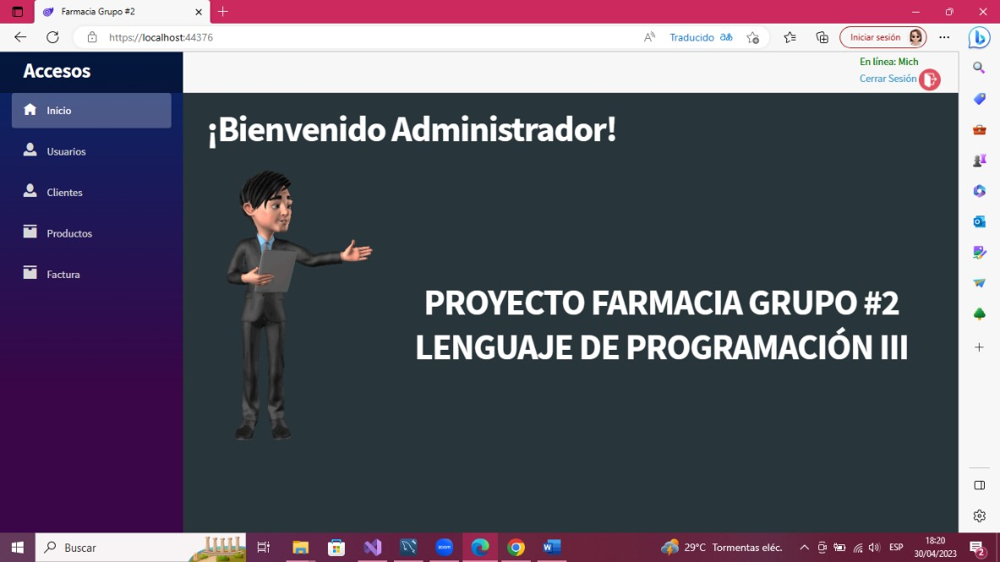 Farmacia Grupo #2
https://localhost:44376
Traducido
Iniciar sesión
Accesos
En línea: Mich
Cerrar Sesión
Inicio
Usuarios
Clientes
Productos
Factura
¡Bienvenido Administrador!
PROYECTO FARMACIA GRUPO #2
LENGUAJE DE PROGRAMACIÓN III
Buscar
zoom
29°C Tormentas eléc.
ESP
18:20
30/04/2023
2